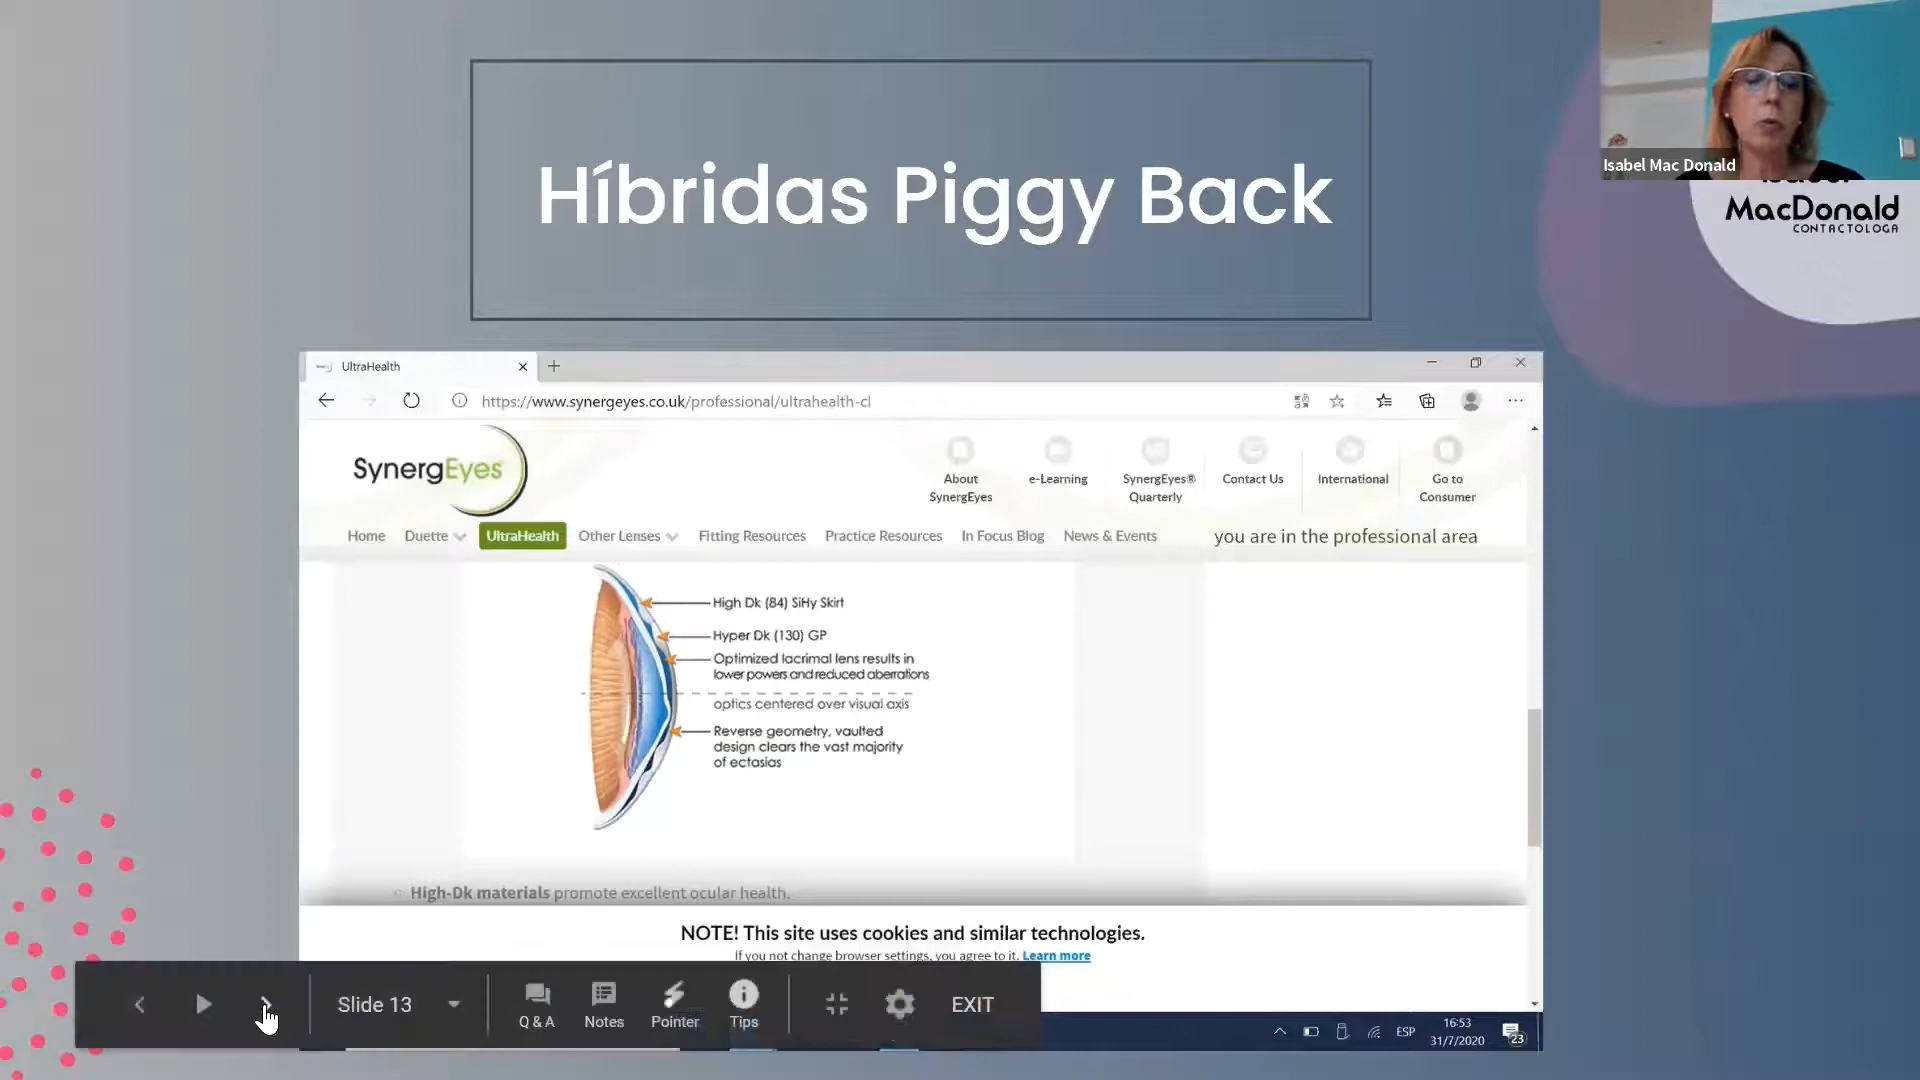 Híbridas Piggy Back
Isabel Mac Donald
MacDonald
CONTACTOLOGA
UltraHealth
https://www.synergeyes.co.uk/professional/ultrahealth-cl
SynergEyes
About
SynergEyes
e-Learning
SynergEyes®
Quarterly
Contact Us
International
Go to
Consumer
Home Duette UltraHealth Other Lenses Fitting Resources Practice Resources In Focus Blog News & Events
you are in the professional area
High Dk (84) SiHy Skirt
Hyper Dk (130) GP
Optimized lacrimal lens results in
lower powers and reduced aberrations
optics centered over visual axis
Reverse geometry, vaulted
design clears the vast majority
of ectasias
High-Dk materials promote excellent ocular health.
NOTE! This site uses cookies and similar technologies.
If you not change browser settings, you agree to it. Learn more
Slide 13
Q & A
Notes
Pointer
Tips
EXIT
ESP
16:53
31/7/2020
23